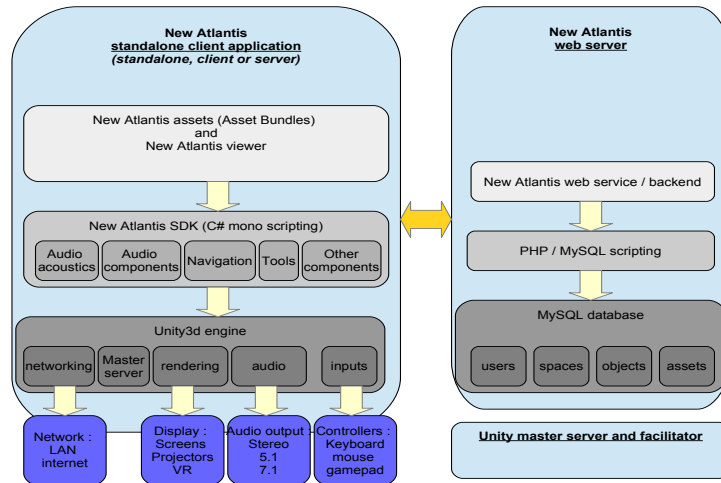 New Atlantis
standalone client application
(standalone, client or server)
New Atlantis assets (Asset Bundles)
and
New Atlantis viewer
New Atlantis SDK (C# mono scripting)
Audio
acoustics
Audio
components
Navigation
Tools
Other
components
Unity3d engine
networking
Master
server
rendering
audio
inputs
Network :
LAN
internet
Display :
Screens
Projectors
VR
Audio output :
Stereo
5.1
7.1
Controllers :
Keyboard
mouse
gamepad
New Atlantis
web server
New Atlantis web service / backend
PHP / MySQL scripting
MySQL database
users
spaces
objects
assets
Unity master server and facilitator